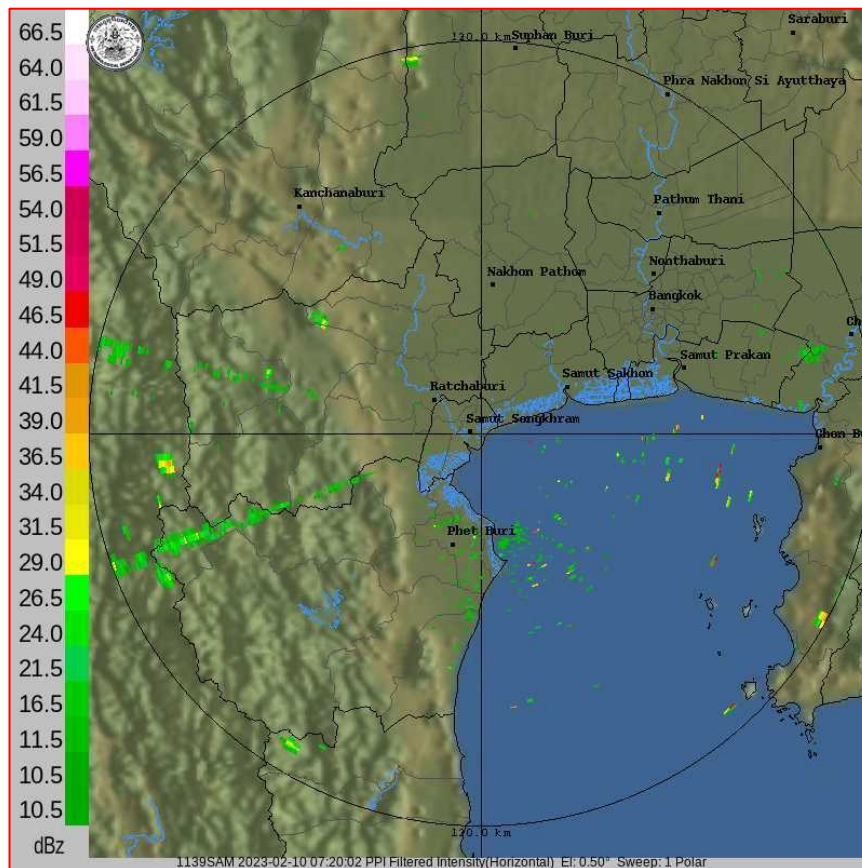 66.5
64.0
61.5
59.0
56.5
54.0
51.5
49.0
46.5
44.0
41.5
39.0
36.5
34.0
31.5
29.0
26.5
24.0
21.5
16.5
11.5
10.5
10.5
dBz
Saraburi
120.0 km
Suphan Buri
Phra Nakhon Si Ayutthaya
Kanchanaburi
Pathum Thani
Nonthaburi
Nakhon Pathom
Bangkok
Ch
Samut Prakan
Samut Sakhon
Ratchaburi
Samut Songkhram
Chon Bu
Phet Buri
120.0 km
1139SAM 2023-02-10 07:20:02 PPI Filtered Intensity(Horizontal) El: 0.50° Sweep: 1 Polar